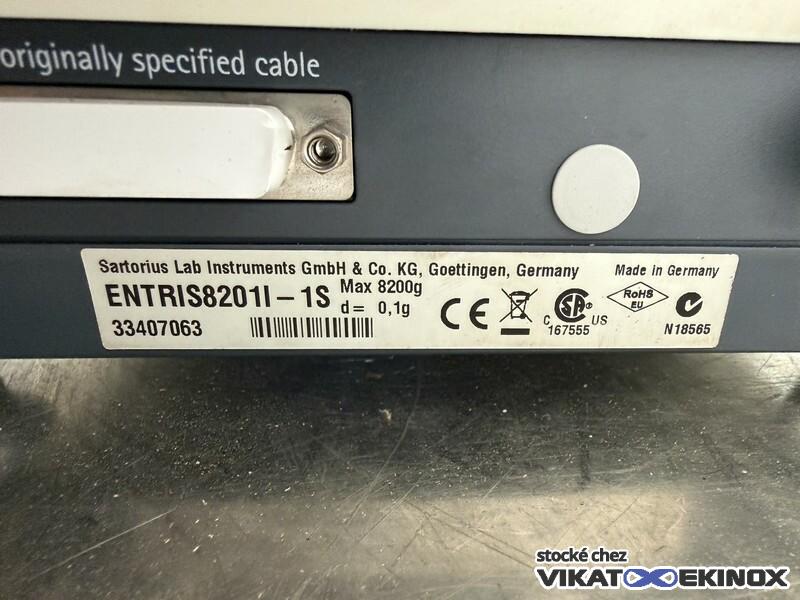 originally specified cable
Sartorius Lab Instruments GmbH & Co. KG, Goettingen, Germany
Made in Germany
ENTRIS8201I-1S
Max 8200g
d= 0,1g
33407063
CE
C SA US
167555
RoHS
EU
N18565
stocké chez
VIKAT EKINOX